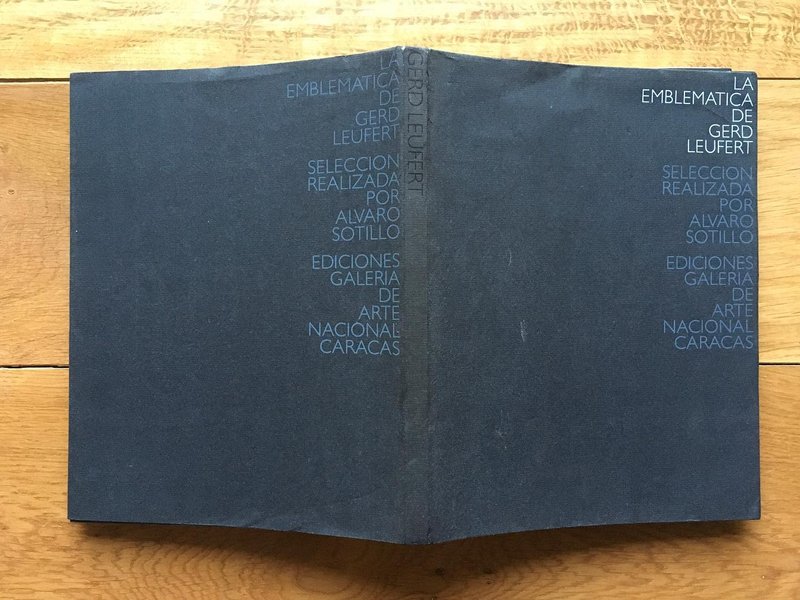 LA
EMBLEMATICA
DE
GERD
LEUFERT
SELECCION
REALIZADA
POR
ALVARO
SOTILLO
EDICIONES
GALERIA
DE
ARTE
NACIONAL
CARACAS
GERD LEUFERT
LA
EMBLEMATICA
DE
GERD
LEUFERT
SELECCION
REALIZADA
POR
ALVARO
SOTILLO
EDICIONES
GALERIA
DE
ARTE
NACIONAL
CARACAS